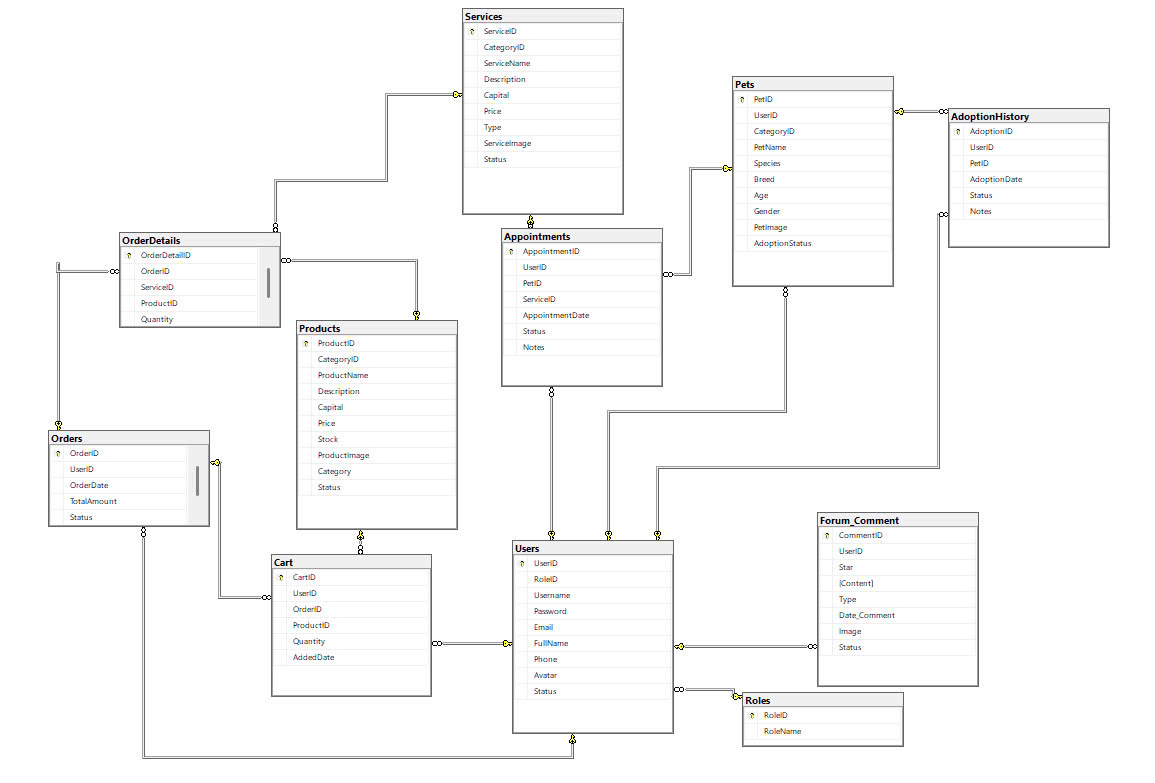 Services
ServiceID
CategoryID
ServiceName
Description
Capital
Price
Type
ServiceImage
Status
Pets
PetID
UserID
CategoryID
PetName
Species
Breed
Age
Gender
PetImage
AdoptionStatus
AdoptionHistory
AdoptionID
UserID
PetID
AdoptionDate
Status
Notes
OrderDetails
OrderDetailID
OrderID
ServiceID
ProductID
Quantity
Appointments
AppointmentID
UserID
PetID
ServiceID
AppointmentDate
Status
Notes
Products
ProductID
CategoryID
ProductName
Description
Capital
Price
Stock
ProductImage
Category
Status
Orders
OrderID
UserID
OrderDate
TotalAmount
Status
Cart
CartID
UserID
OrderID
ProductID
Quantity
AddedDate
Users
UserID
RoleID
Username
Password
Email
FullName
Phone
Avatar
Status
Forum_Comment
CommentID
UserID
Star
[Content]
Type
Date_Comment
Image
Status
Roles
RoleID
RoleName